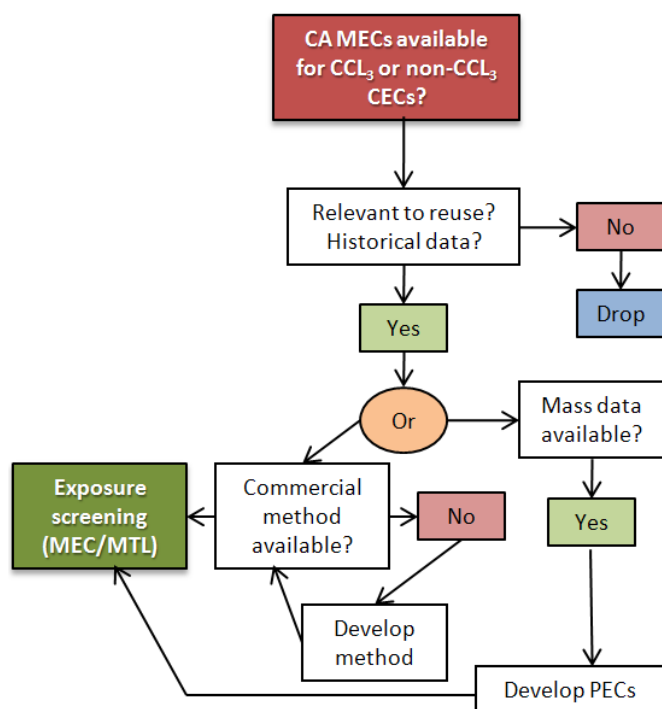 CA MECs available
for CCL₃ or non-CCL₃
CECs?
Relevant to reuse?
Historical data?
No
Drop
Yes
Or
Mass data
available?
Exposure
screening
(MEC/MTL)
Commercial
method
available?
No
Yes
Develop
method
Develop PECs